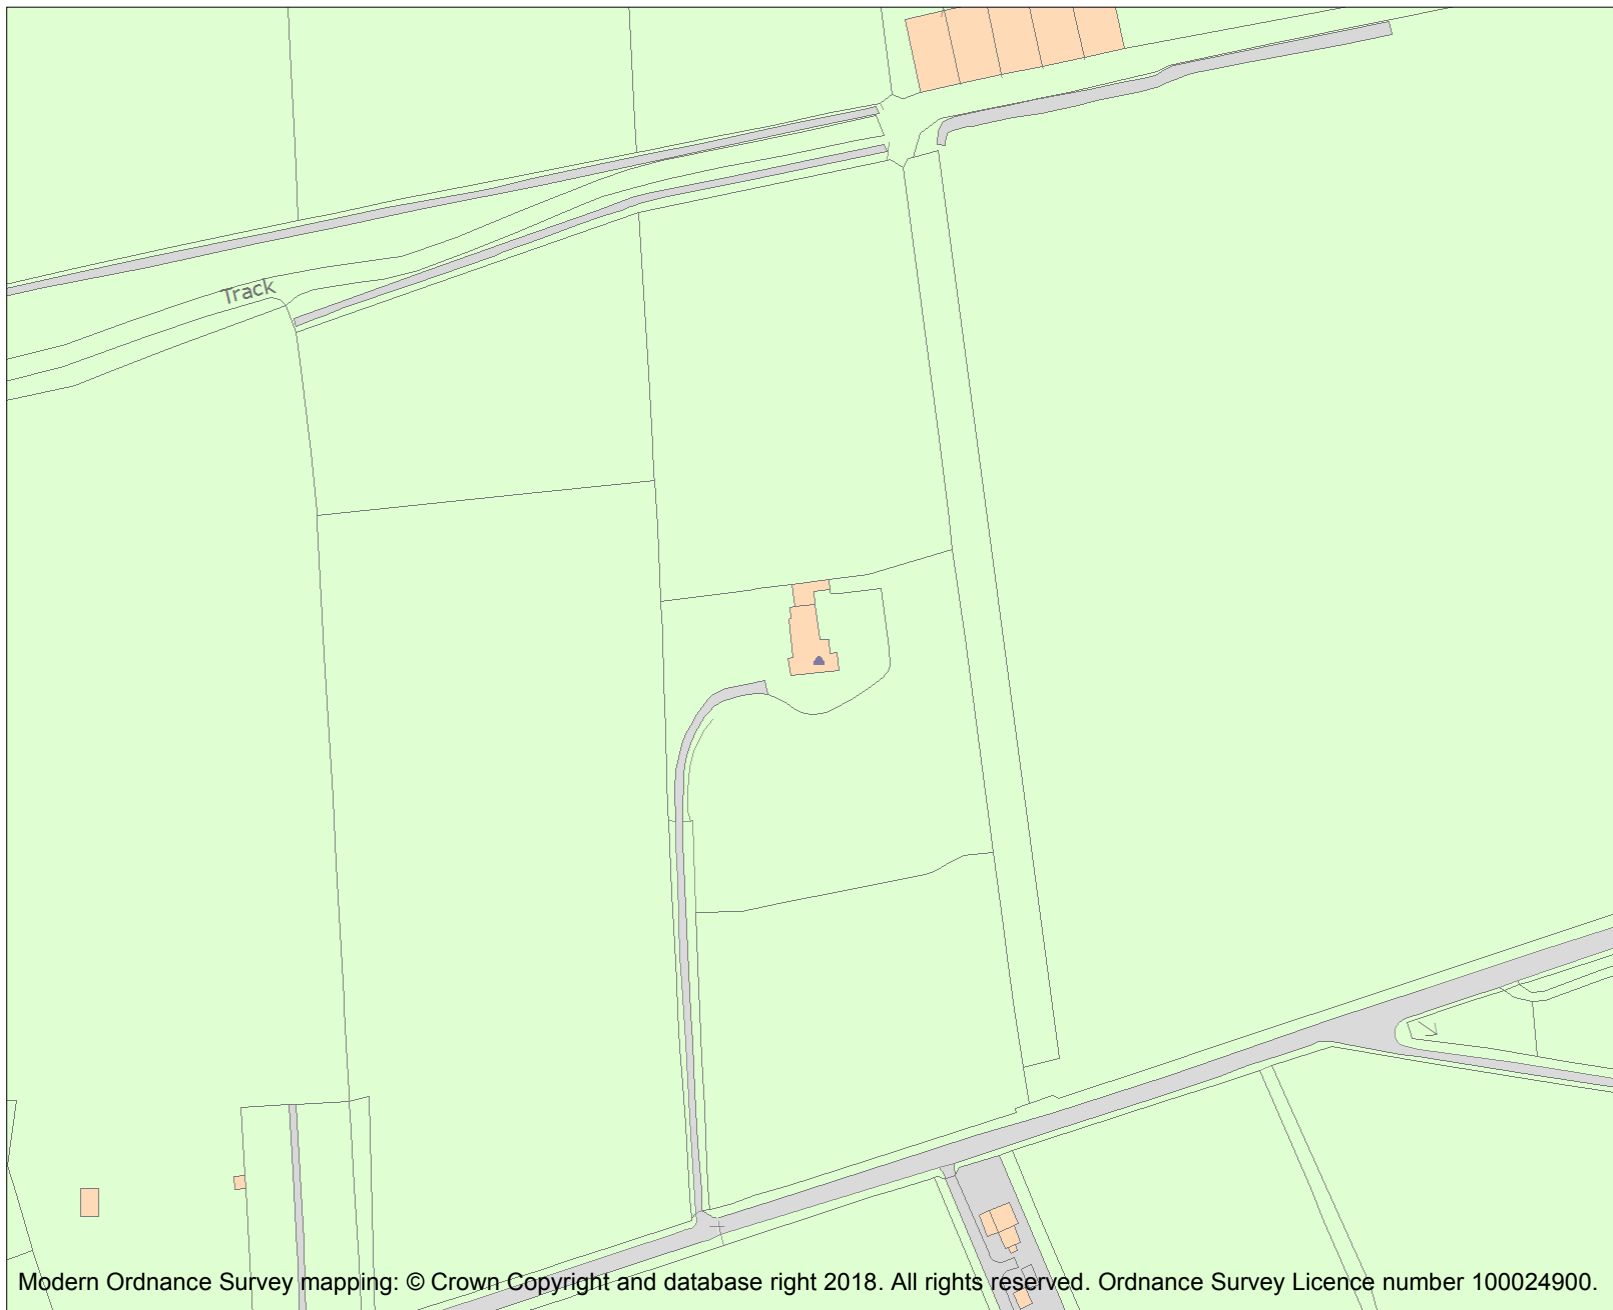 Track
Modern Ordnance Survey mapping: © Crown Copyright and database right 2018. All rights reserved. Ordnance Survey Licence number 100024900.